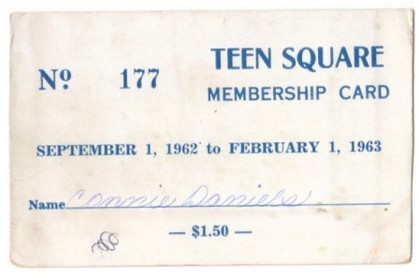 TEEN SQUARE
Nº 177
MEMBERSHIP CARD
SEPTEMBER 1, 1962 to FEBRUARY 1, 1963
Name Connie Daniels
— $1.50 —